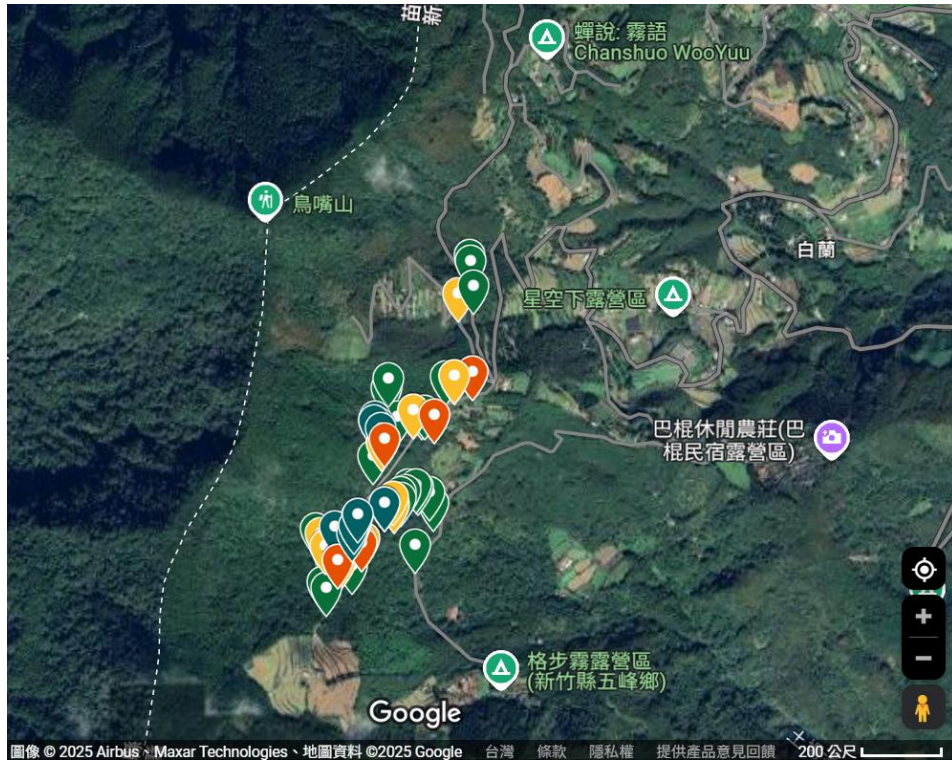 苗新
蟬說: 霧語
Chanshuo WooYuu
鳥嘴山
白蘭
星空下露營區
巴棍休閒農莊(巴
棍民宿露營區)
格步霧露營區
(新竹縣五峰鄉)
Google
圖像 © 2025 Airbus、Maxar Technologies、地圖資料 ©2025 Google 台灣 條款 隱私權 提供產品意見回饋 200 公尺